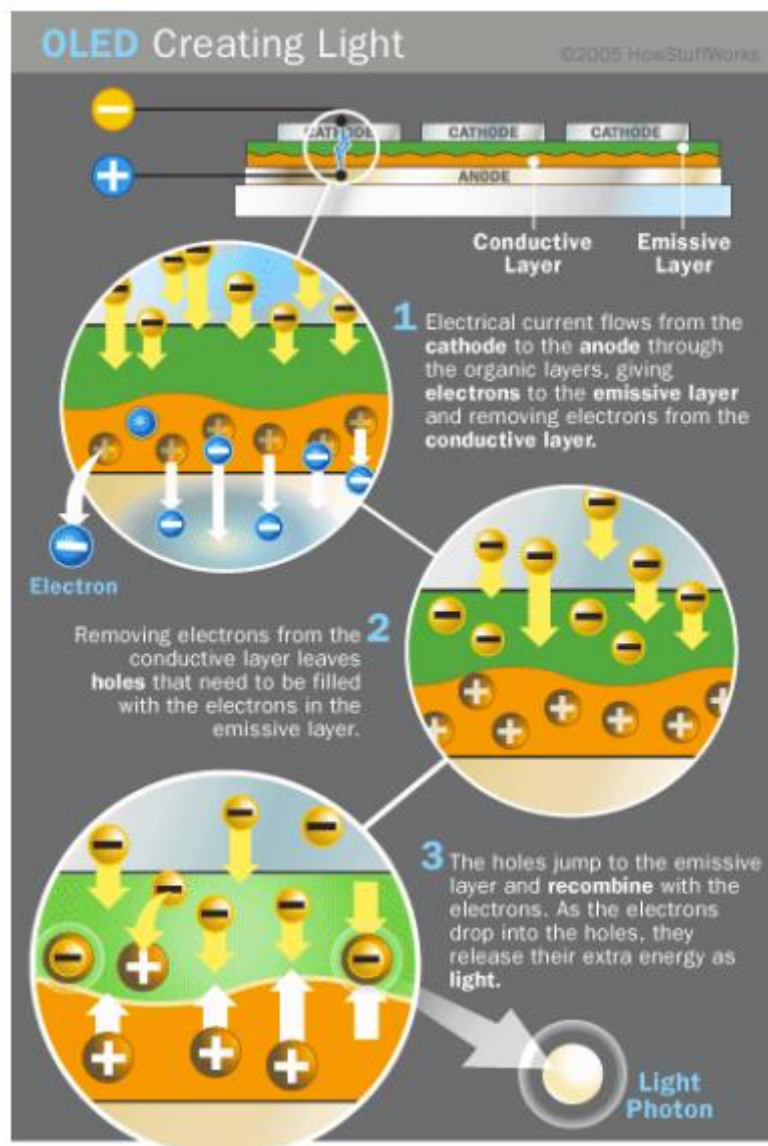 OLED Creating Light
©2005 HowStuffWorks
CATHODE
CATHODE
CATHODE
ANODE
Conductive
Layer
Emissive
Layer
1 Electrical current flows from the
cathode to the anode through
the organic layers, giving
electrons to the emissive layer
and removing electrons from the
conductive layer.
Electron
2
Removing electrons from the
conductive layer leaves
holes that need to be filled
with the electrons in the
emissive layer.
3 The holes jump to the emissive
layer and recombine with the
electrons. As the electrons
drop into the holes, they
release their extra energy as
light.
Light
Photon